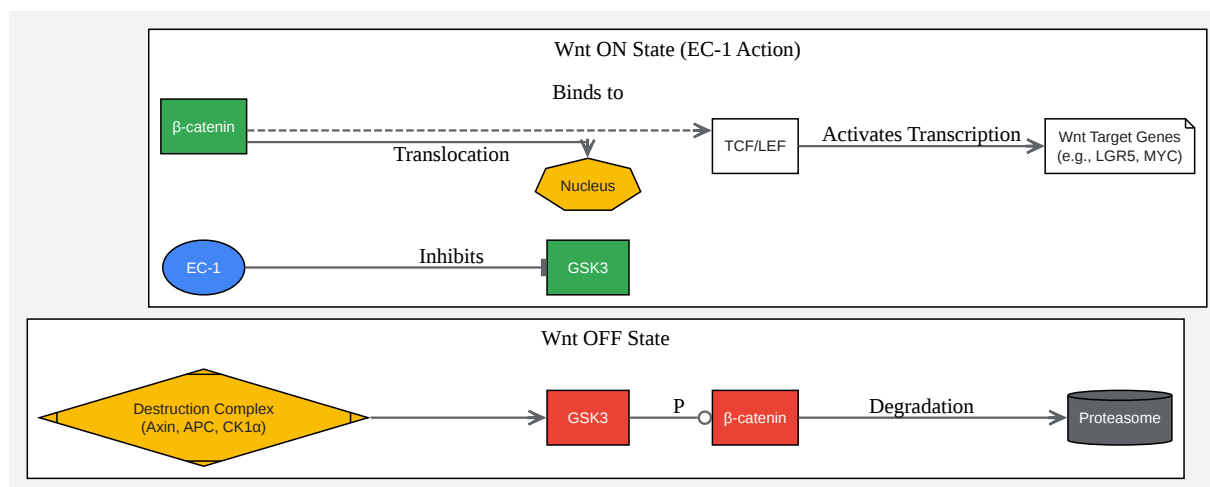 Wnt ON State (EC-1 Action)
Binds to
β-catenin
TCF/LEF
Activates Transcription
Wnt Target Genes
(e.g., LGR5, MYC)
Translocation
Nucleus
EC-1
Inhibits
GSK3
Wnt OFF State
Destruction Complex
(Axin, APC, CK1α)
GSK3
P
β-catenin
Degradation
Proteasome